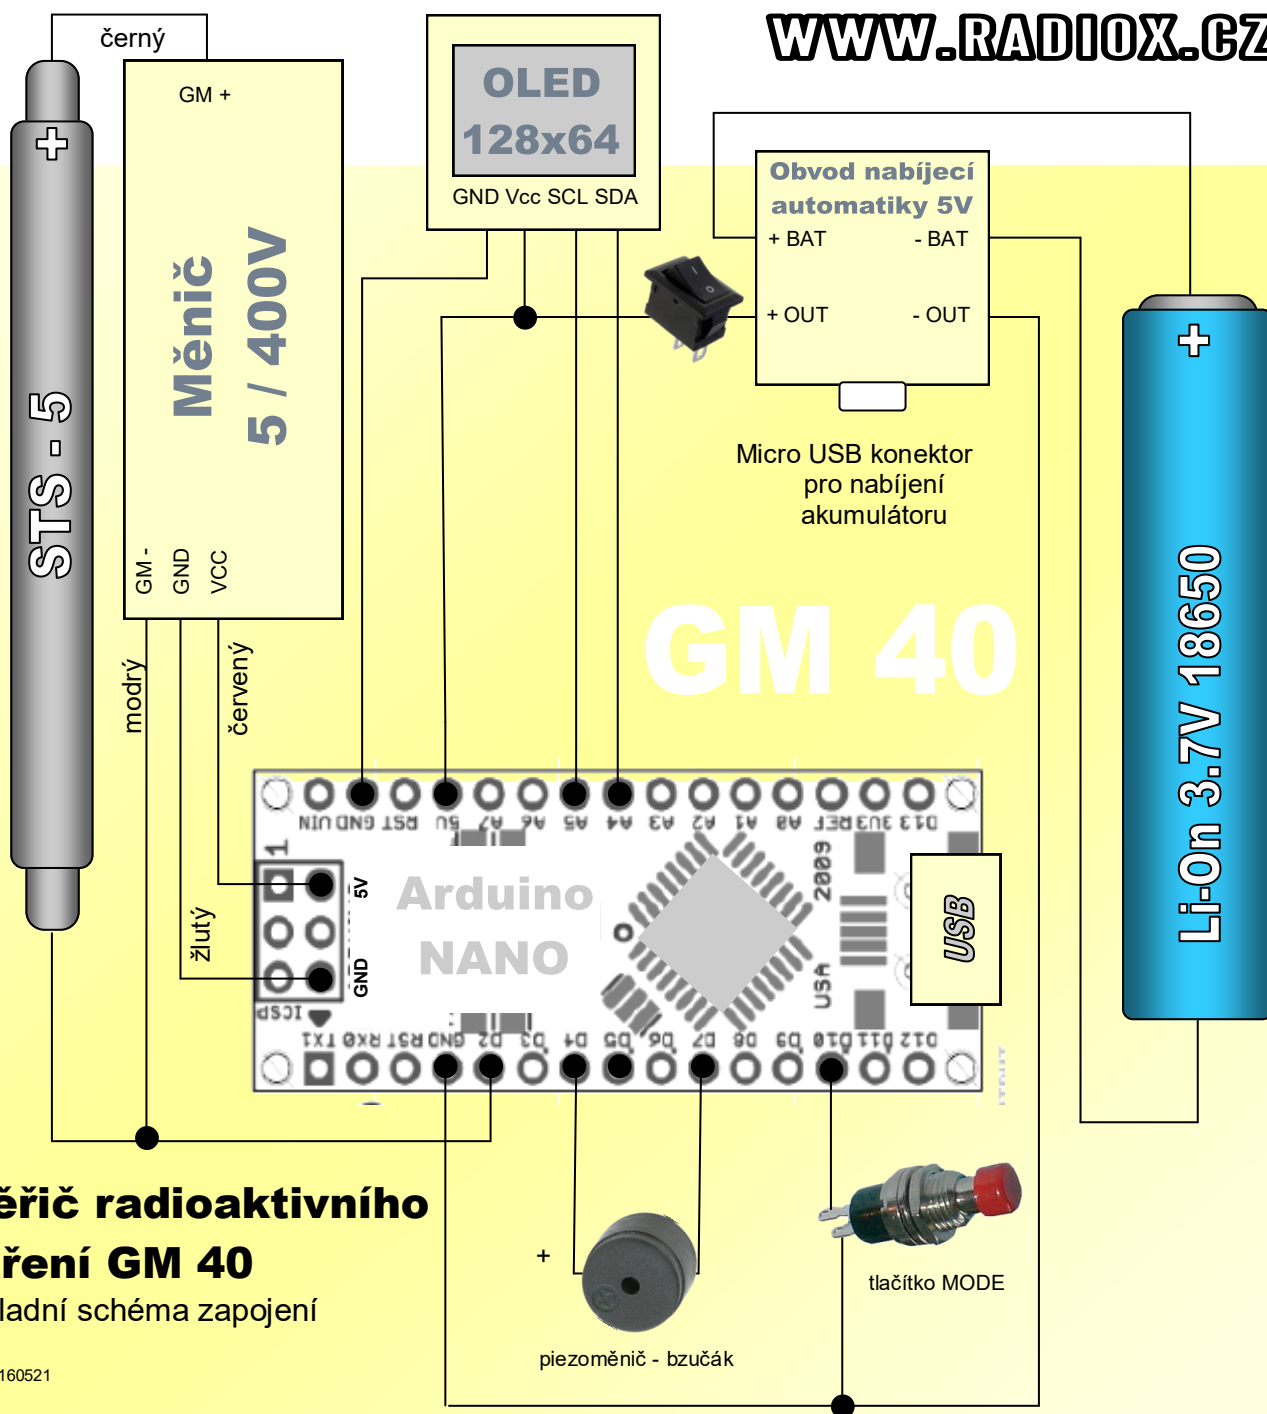 WWW.RADIOX.CZ
černý
GM +
OLED
128x64
GND Vcc SCL SDA
Obvod nabíjecí
automatiky 5V
+ BAT - BAT
+ OUT - OUT
Micro USB konektor
pro nabíjení
akumulátoru
+
STS - 5
Měnič
5 / 400V
GM -
GND
VCC
modrý
červený
žlutý
+
Li-On 3.7V 18650
GM 40
VIN GND RST 5V A7 A6 A5 A4 A3 A2 A1 A0 REF 3V3 D13
1
5V
GND
ICSP
Arduino
NANO
2009
USA
USB
TX1 RX0 RST GND D2 D3 D4 D5 D6 D7 D8 D9 D10 D11 D12
ěřič radioaktivního
ření GM 40
ladní schéma zapojení
160521
+
piezoměnič - bzučák
tlačítko MODE